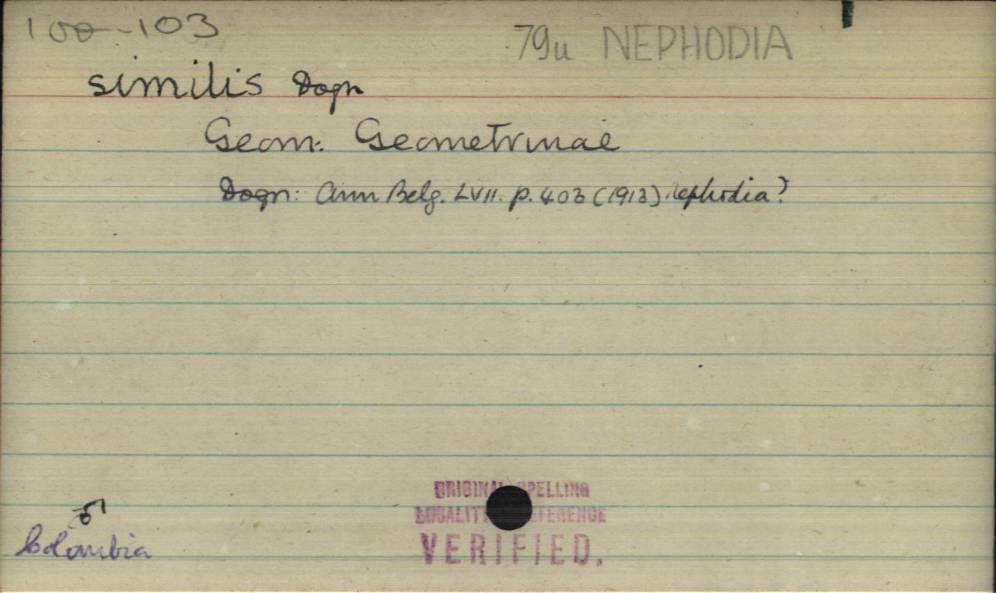 100-103
79u NEPHODIA
similis Dogn
Geom: Geometrinae
Dogn: Ann Belg. LVII. p. 403 (1913). Nephodia?
ORIGINAL SPELLING
LOCALITY REFERENCE
VERIFIED.
♂
Colombia